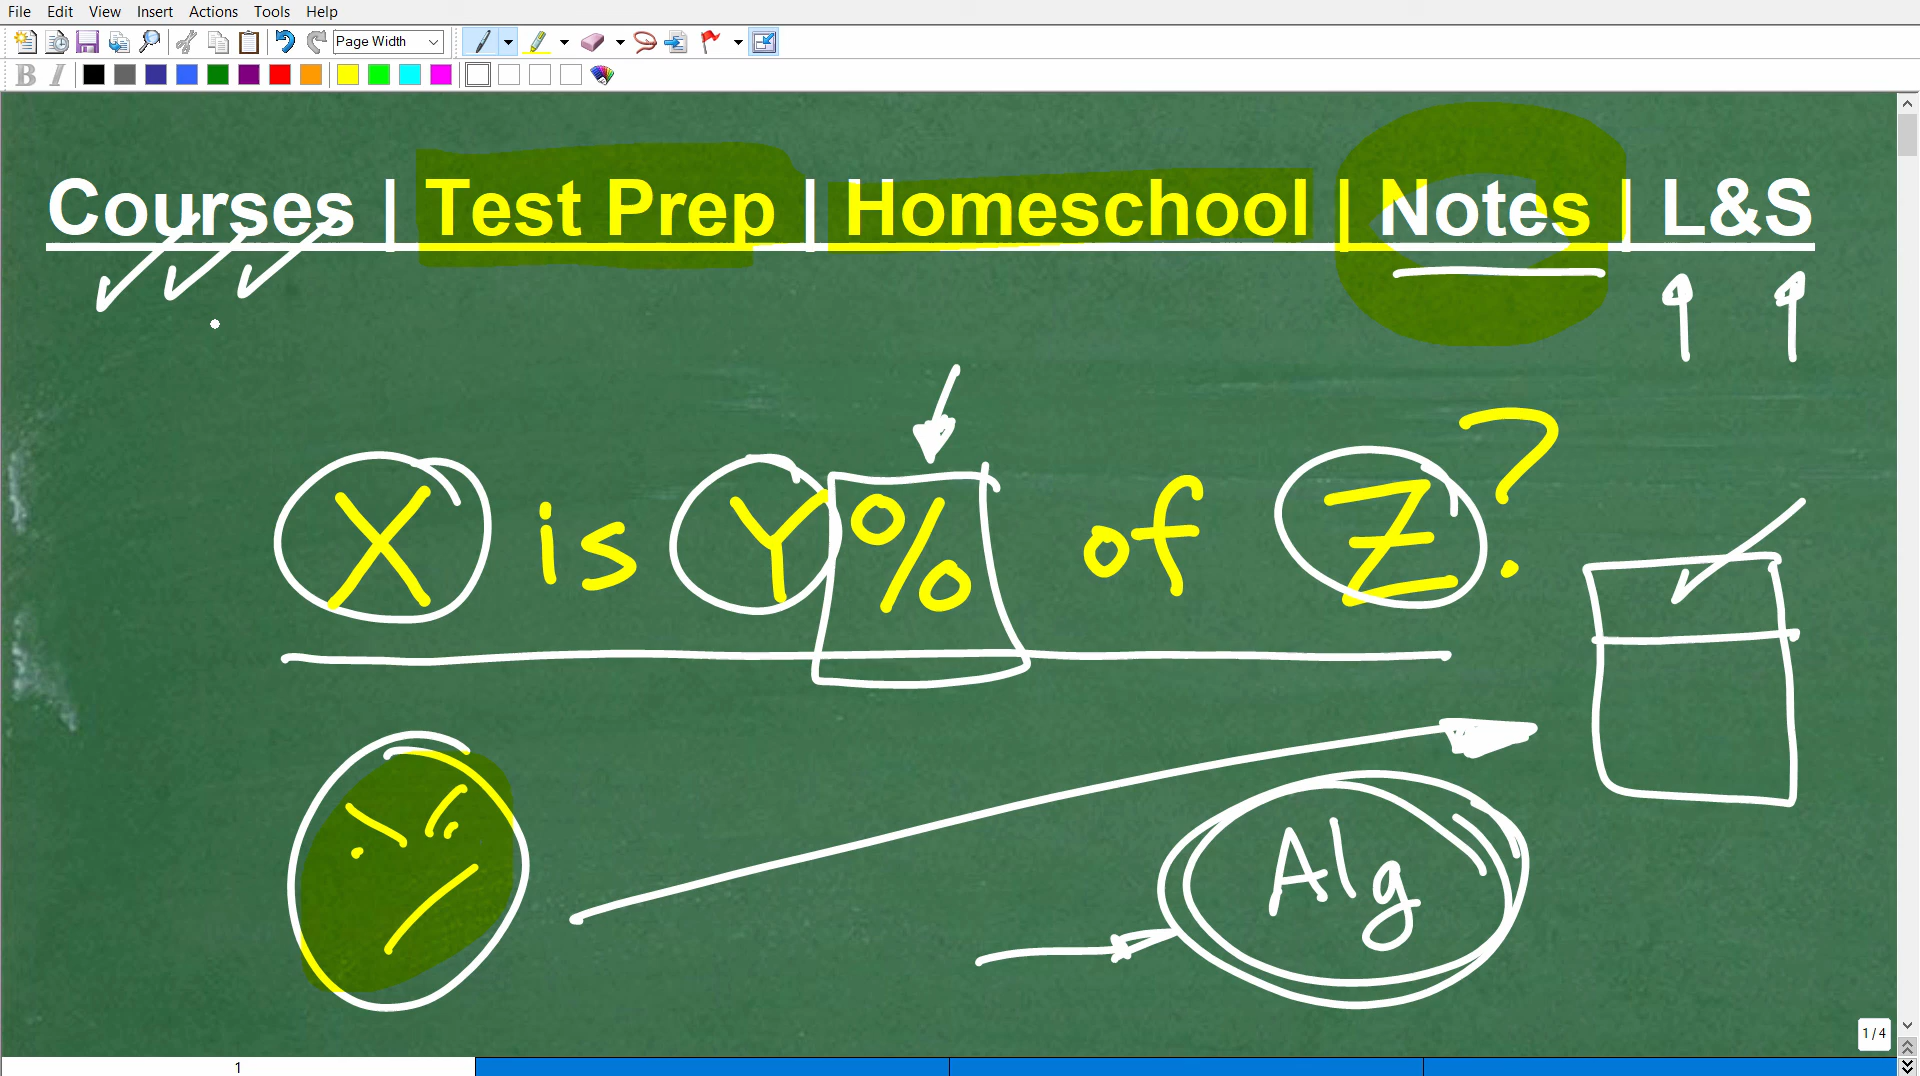 File Edit View Insert Actions Tools Help
Page Width
B I
Courses | Test Prep | Homeschool | Notes | L&S
X is Y% of Z?
Alg
1 / 4
1